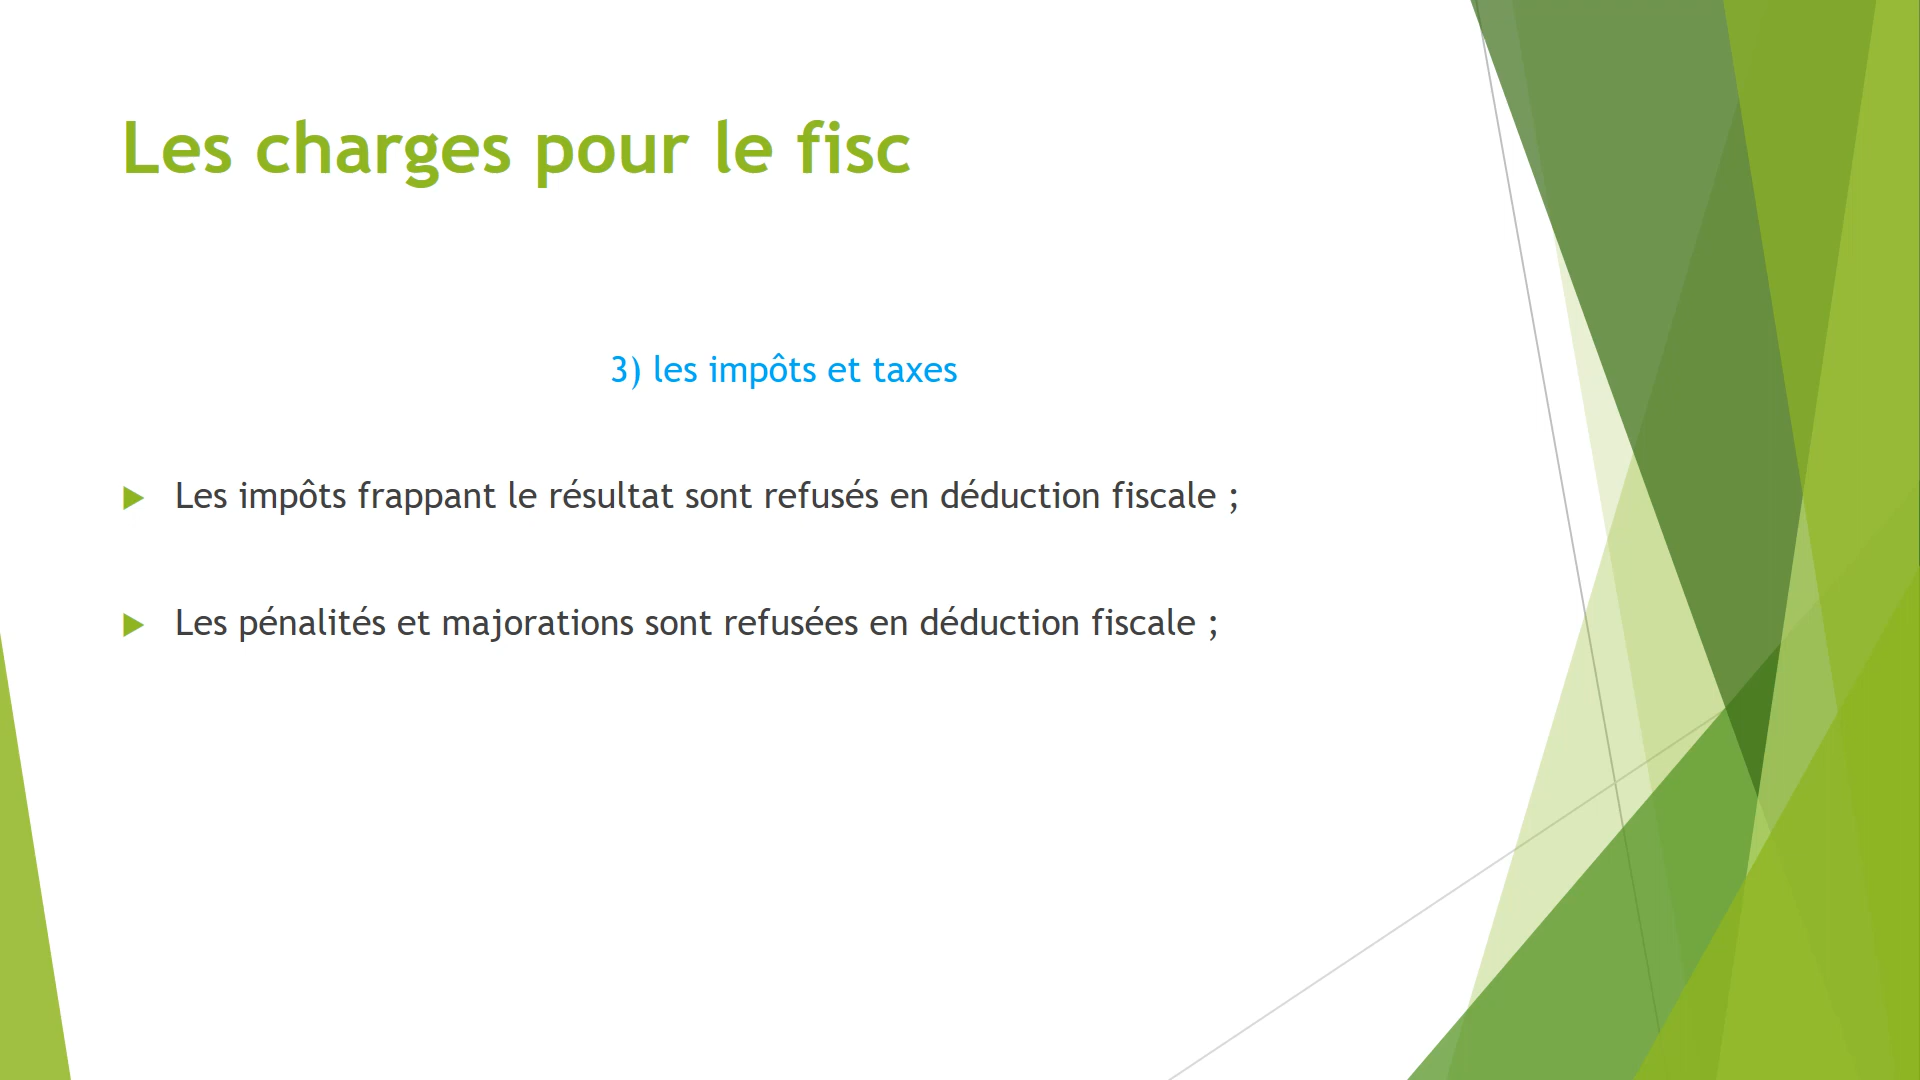 Les charges pour le fisc
3) les impôts et taxes
Les impôts frappant le résultat sont refusés en déduction fiscale ;
Les pénalités et majorations sont refusées en déduction fiscale ;